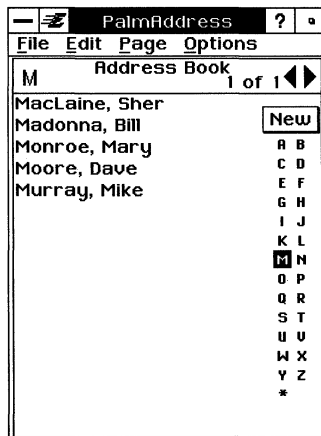 PalmAddress ?
File Edit Page Options
M Address Book 1 of 1
MacLaine, Sher
Madonna, Bill
Monroe, Mary
Moore, Dave
Murray, Mike
New
A B
C D
E F
G H
I J
K L
M N
O P
Q R
S T
U V
W X
Y Z
*